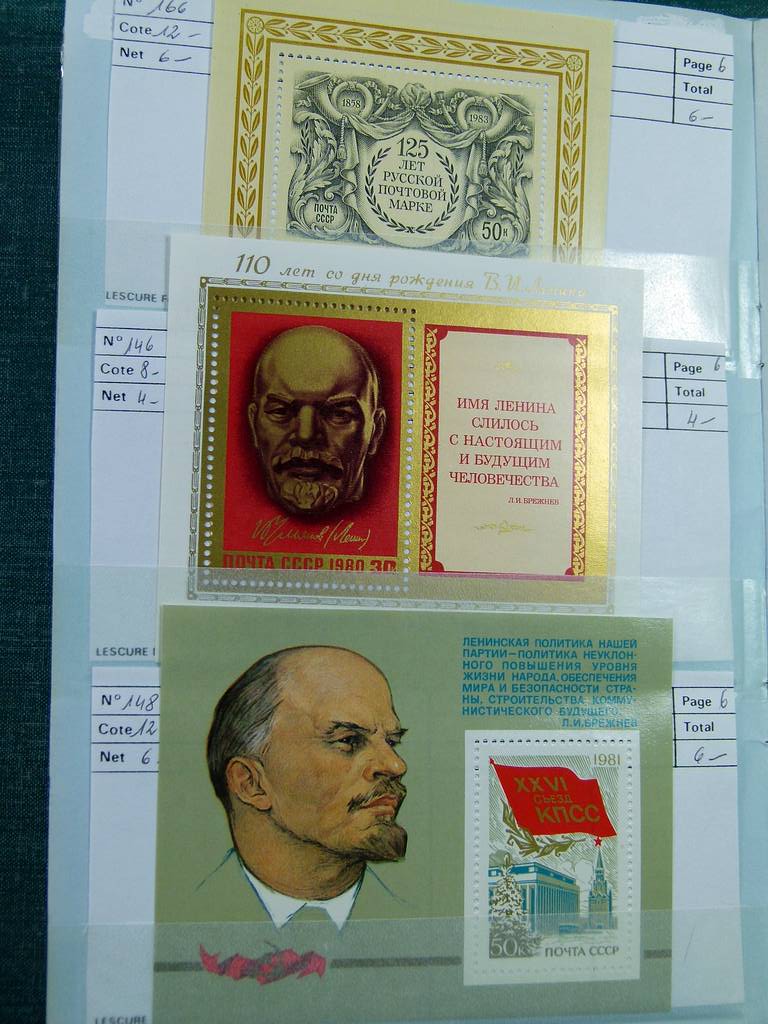 N° 166
Cote 12 -
Net 6 -
Page 6
Total
6 -
1858
1983
125
ЛЕТ
РУССКОЙ
ПОЧТОВОЙ
МАРКЕ
ПОЧТА
СССР
50к
LESCURE
110 лет со дня рождения В.И.Ленина
N° 146
Cote 8 -
Net 4 -
Page 6
Total
4 -
ИМЯ ЛЕНИНА
СЛИЛОСЬ
С НАСТОЯЩИМ
И БУДУЩИМ
ЧЕЛОВЕЧЕСТВА
Л.И.БРЕЖНЕВ
В.Ульянов (Ленин)
ПОЧТА СССР 1980 30
LESCURE
N° 148
Cote 12
Net 6
Page 6
Total
6 -
ЛЕНИНСКАЯ ПОЛИТИКА НАШЕЙ
ПАРТИИ—ПОЛИТИКА НЕУКЛОН-
НОГО ПОВЫШЕНИЯ УРОВНЯ
ЖИЗНИ НАРОДА, ОБЕСПЕЧЕНИЯ
МИРА И БЕЗОПАСНОСТИ СТРА-
НЫ, СТРОИТЕЛЬСТВА КОММУ-
НИСТИЧЕСКОГО БУДУЩЕГО.
Л.И.БРЕЖНЕВ
1981
XXVI
СЪЕЗД
КПСС
50к
ПОЧТА СССР
LESCURE